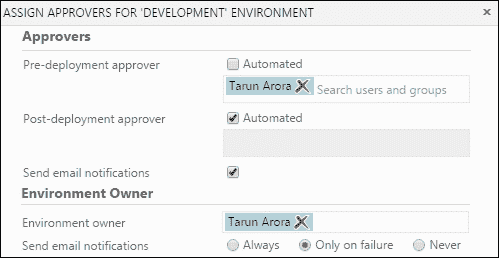 ASSIGN APPROVERS FOR 'DEVELOPMENT' ENVIRONMENT
Approvers
Pre-deployment approver Automated
Tarun Arora Search users and groups
Post-deployment approver Automated
Send email notifications
Environment Owner
Environment owner Tarun Arora
Send email notifications Always Only on failure Never